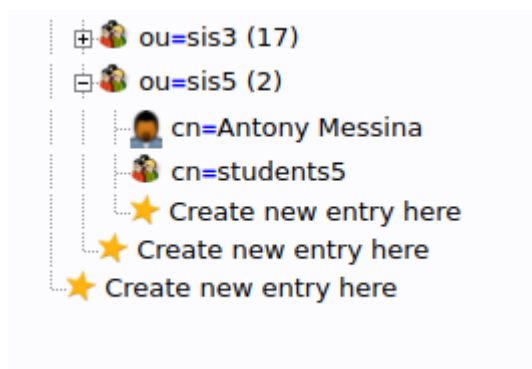 ou=sis3 (17)
ou=sis5 (2)
cn=Antony Messina
cn=students5
Create new entry here
Create new entry here
Create new entry here